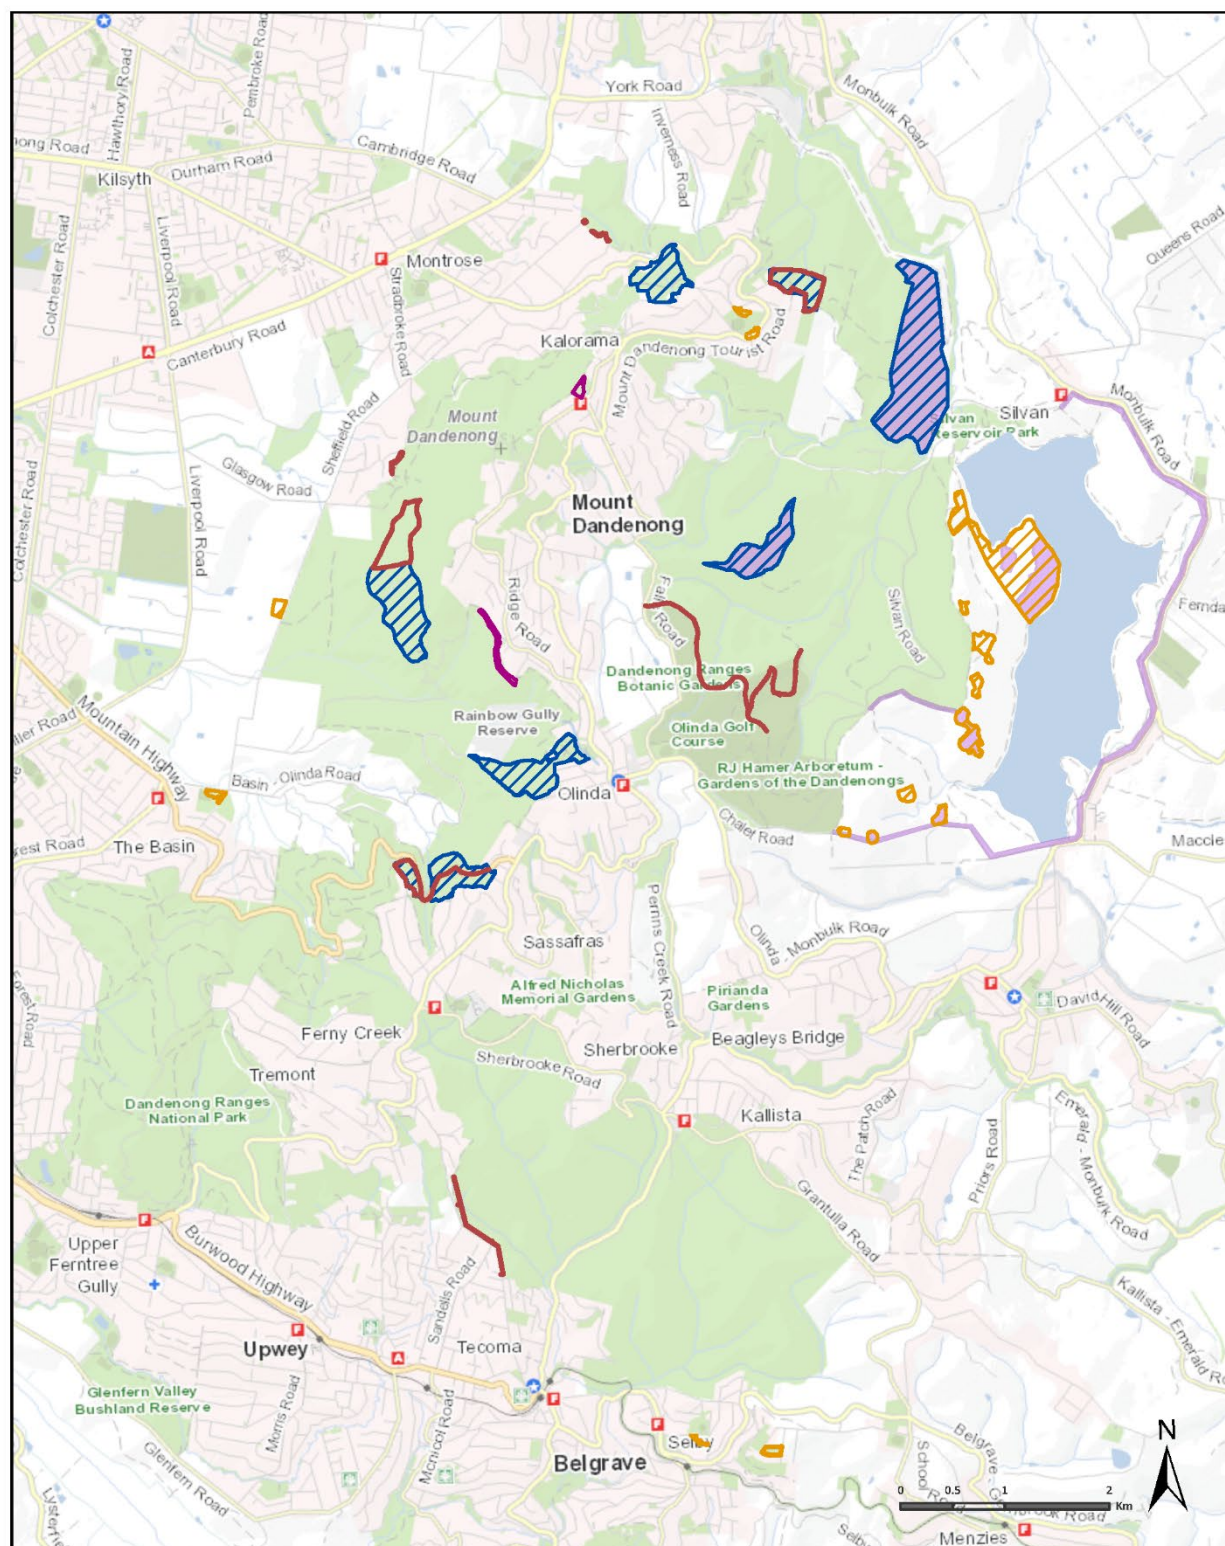 York Road
Monbulk Road
Pembroke Road
Hawthory Road
Inverness Road
Cambridge Road
Durham Road
Kilsyth
Queens Road
Liverpool Road
Colchester Road
Montrose
Stradbroke Road
Canterbury Road
Kalorama
Mount Dandenong Tourist Road
Monbulk Road
Silvan
Reservoir Park
Mount
Dandenong
Sheffield Road
Glasgow Road
Liverpool Road
Colchester Road
Mount
Dandenong
Ridge Road
Silvan Road
Dandenong Ranges
Botanic Gardens
Rainbow Gully
Reserve
Olinda Golf
Course
Mountain Highway
Basin - Olinda Road
RJ Hamer Arboretum -
Gardens of the Dandenongs
Olinda
Chalet Road
The Basin
Perrins Creek Road
Olinda - Monbulk Road
Sassafras
Alfred Nicholas
Memorial Gardens
Pirianda
Gardens
David Hill Road
Ferny Creek
Sherbrooke
Beagleys Bridge
Sherbrooke Road
Tremont
Dandenong Ranges
National Park
Kallista
The Patch Road
Priors Road
Emerald - Monbulk Road
Grantulla Road
Upper
Ferntree
Gully
Burwood Highway
Sandells Road
Kallista - Emerald
Upwey
Tecoma
Glenfern Valley
Bushland Reserve
Morris Road
Mcnicol Road
Glenfern Road
Selby
Belgrave
School Road
N
0 0.5 1 2
Km
Menzies